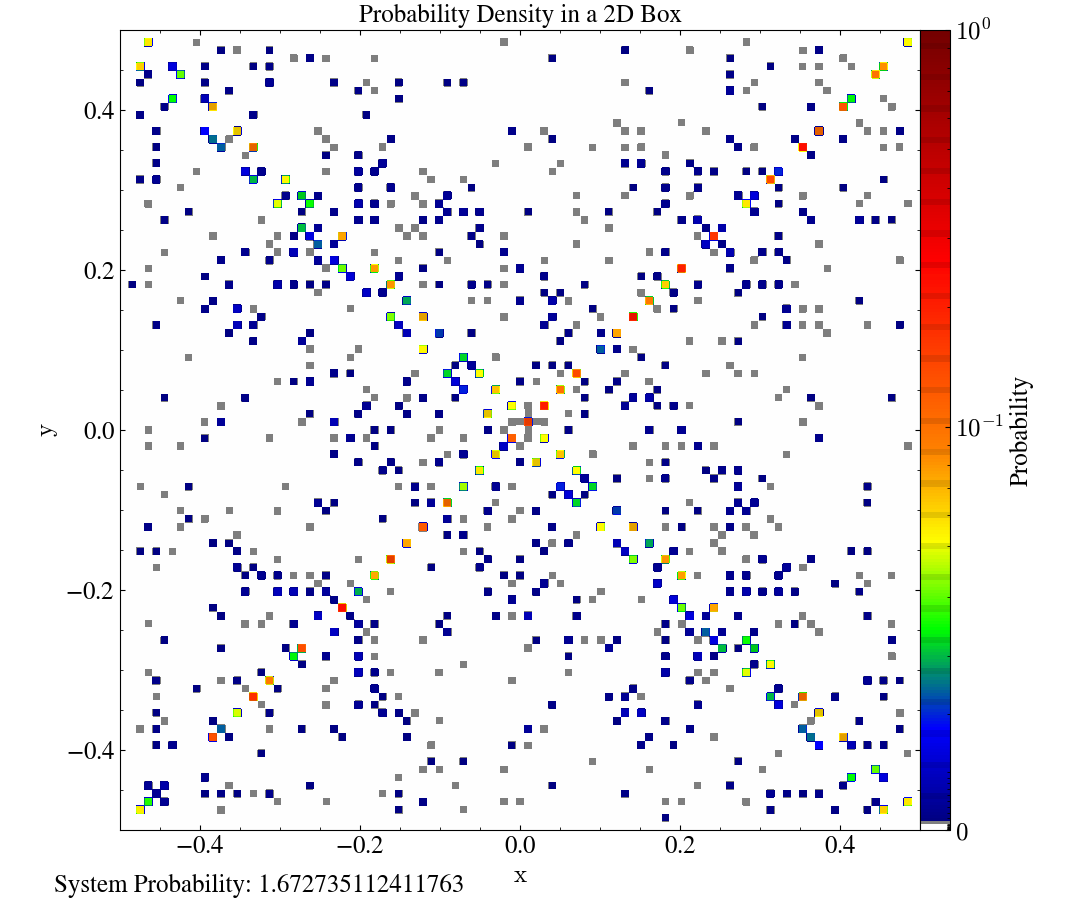 Probability Density in a 2D Box
10⁰
10⁻¹
0
Probability
y
0.4
0.2
0.0
−0.2
−0.4
−0.4 −0.2 0.0 0.2 0.4
x
System Probability: 1.672735112411763